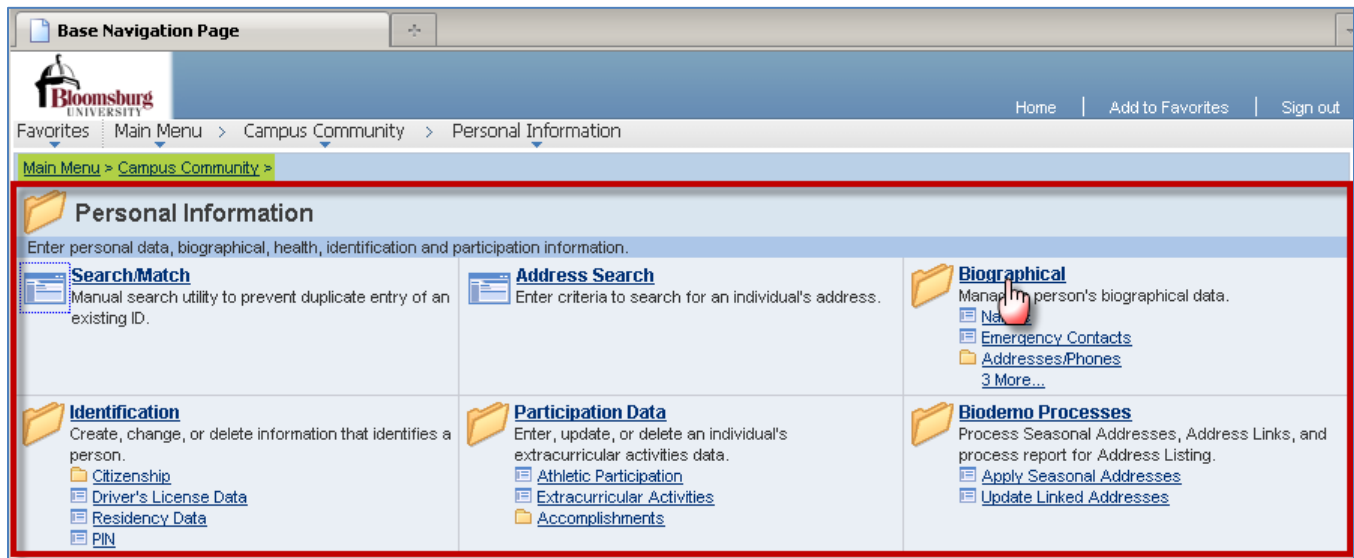 Base Navigation Page
Bloomsburg
UNIVERSITY
Home | Add to Favorites | Sign out
Favorites Main Menu > Campus Community > Personal Information
Main Menu > Campus Community >
Personal Information
Enter personal data, biographical, health, identification and participation information.
Search/Match
Manual search utility to prevent duplicate entry of an
existing ID.
Address Search
Enter criteria to search for an individual's address.
Biographical
person's biographical data.
Emergency Contacts
Addresses/Phones
3 More...
Identification
Create, change, or delete information that identifies a
person.
Citizenship
Driver's License Data
Residency Data
PIN
Participation Data
Enter, update, or delete an individual's
extracurricular activities data.
Athletic Participation
Extracurricular Activities
Accomplishments
Biodemo Processes
Process Seasonal Addresses, Address Links, and
process report for Address Listing.
Apply Seasonal Addresses
Update Linked Addresses